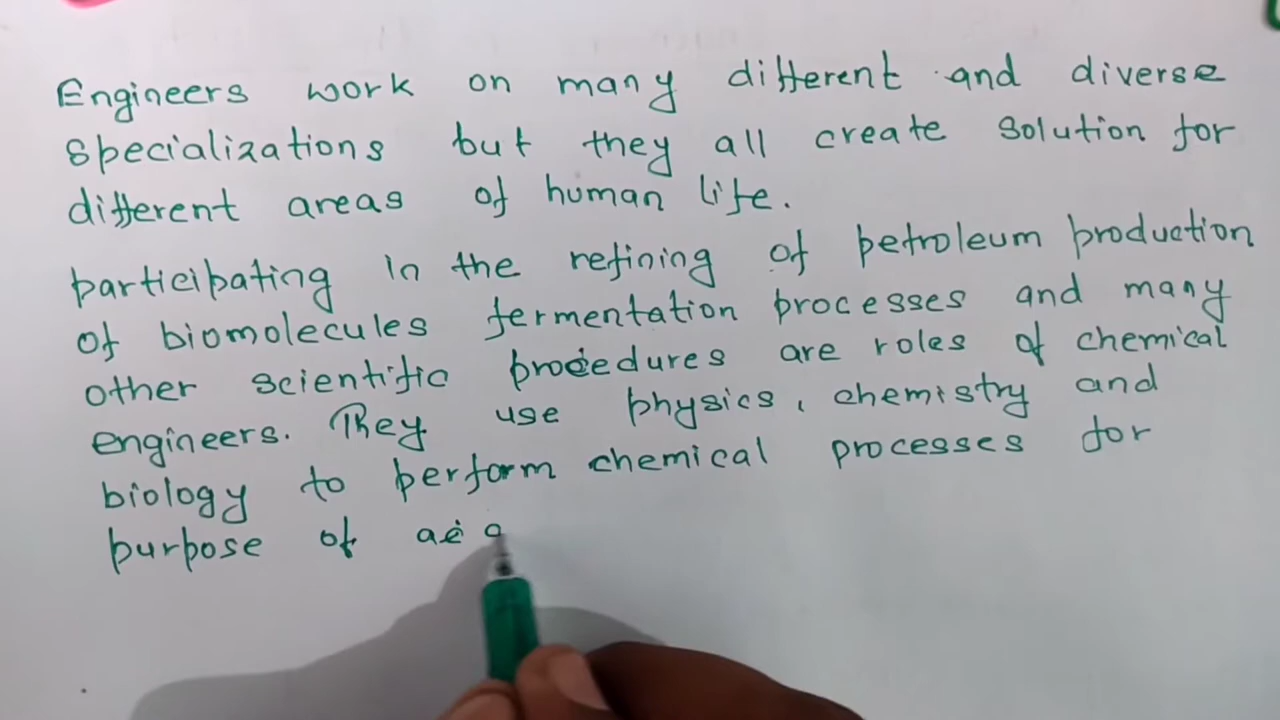 Engineers work on many different and diverse
specializations but they all create solution for
different areas of human life.
participating in the refining of petroleum production
of biomolecules fermentation processes and many
other scientific procedures are roles of chemical
engineers. They use physics, chemistry and
biology to perform chemical processes for
purpose of